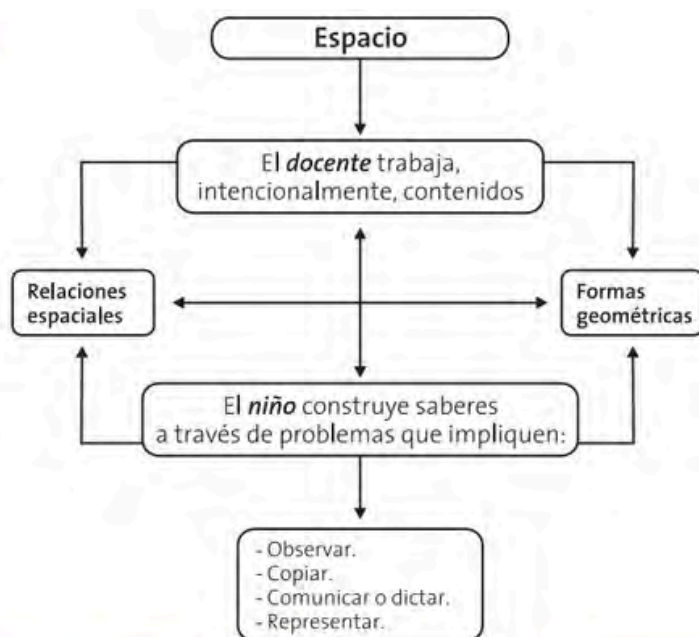 Espacio
El docente trabaja,
intencionalmente, contenidos
Relaciones
espaciales
Formas
geométricas
El niño construye saberes
a través de problemas que impliquen:
- Observar.
- Copiar.
- Comunicar o dictar.
- Representar.